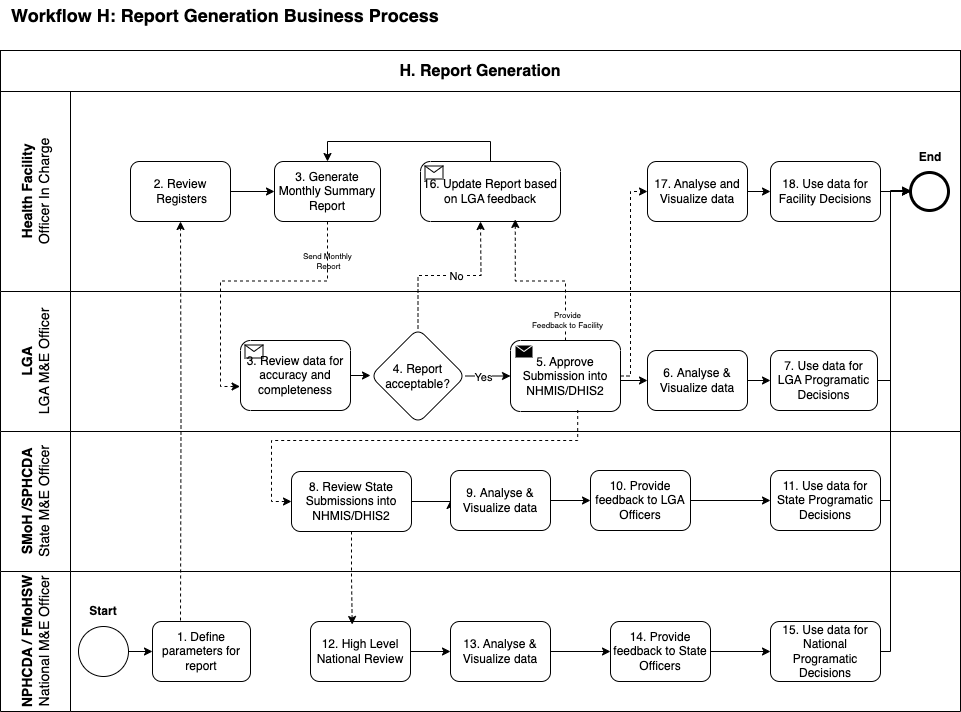 Workflow H: Report Generation Business Process
H. Report Generation
Health Facility
Officer In Charge
2. Review
Registers
3. Generate
Monthly Summary
Report
16. Update Report based
on LGA feedback
17. Analyse and
Visualize data
18. Use data for
Facility Decisions
End
Send Monthly
Report
No
Provide
Feedback to Facility
LGA
LGA M&E Officer
3. Review data for
accuracy and
completeness
4. Report
acceptable?
Yes
5. Approve
Submission into
NHMIS/DHIS2
6. Analyse &
Visualize data
7. Use data for
LGA Programatic
Decisions
SMoH /SPHCDA
State M&E Officer
8. Review State
Submissions into
NHMIS/DHIS2
9. Analyse &
Visualize data
10. Provide
feedback to LGA
Officers
11. Use data for
State Programatic
Decisions
NPHCDA / FMoHSW
National M&E Officer
Start
1. Define
parameters for
report
12. High Level
National Review
13. Analyse &
Visualize data
14. Provide
feedback to State
Officers
15. Use data for
National
Programatic
Decisions